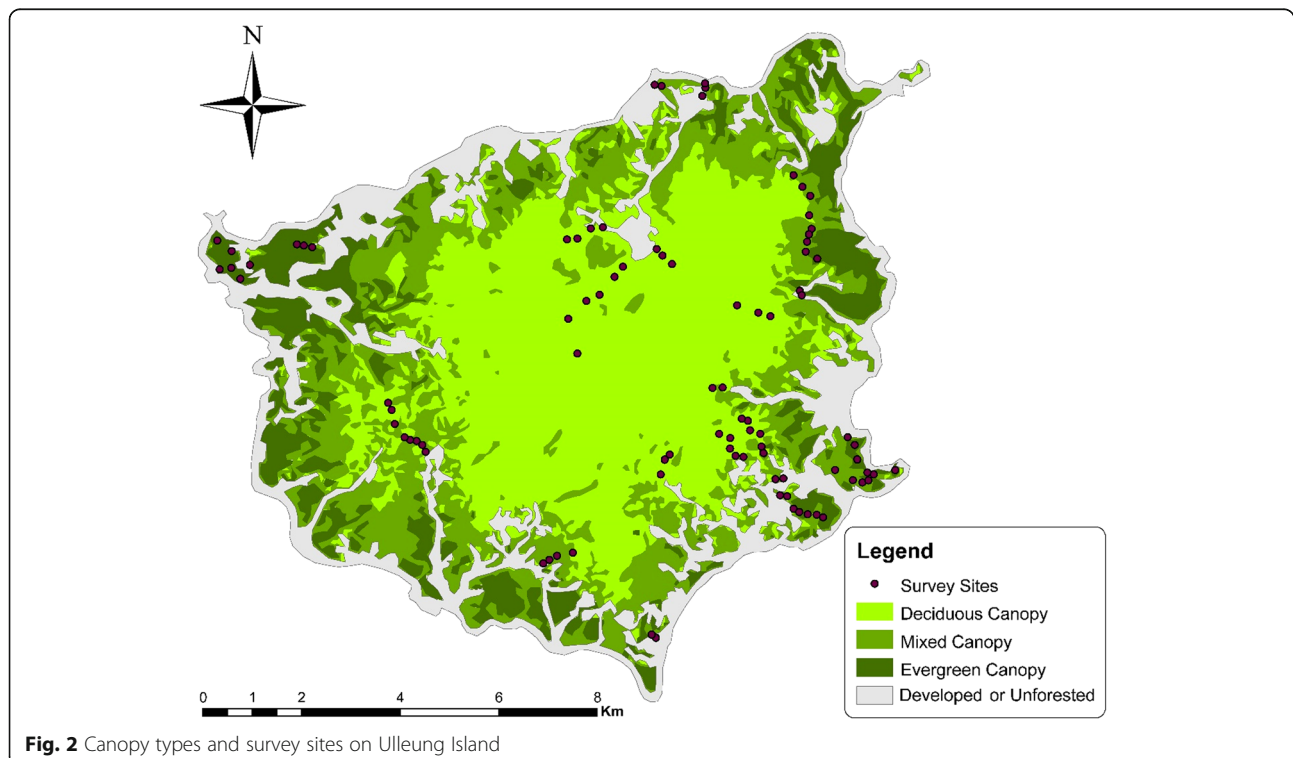 N
Legend
Survey Sites
Deciduous Canopy
Mixed Canopy
Evergreen Canopy
Developed or Unforested
0 1 2 4 6 8
Km
Fig. 2 Canopy types and survey sites on Ulleung Island